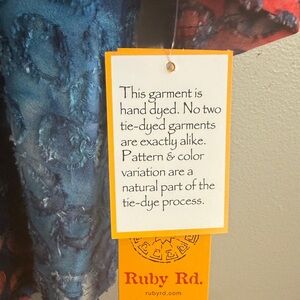 This garment is
hand dyed. No two
tie-dyed garments
are exactly alike.
Pattern & color
variation are a
natural part of the
tie-dye process.
Ruby Rd.
rubyrd.com